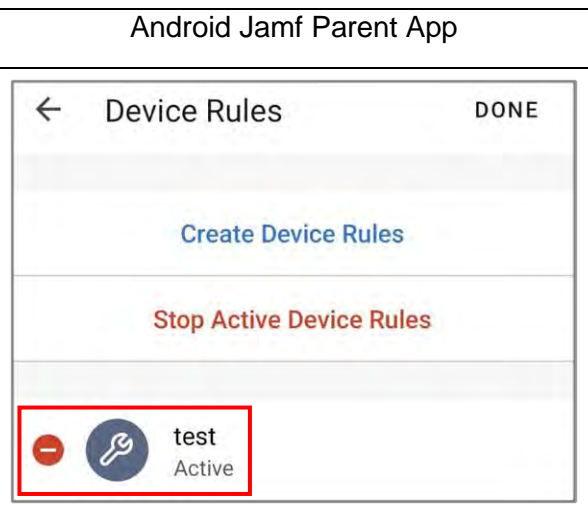 Android Jamf Parent App
Device Rules DONE
Create Device Rules
Stop Active Device Rules
test
Active